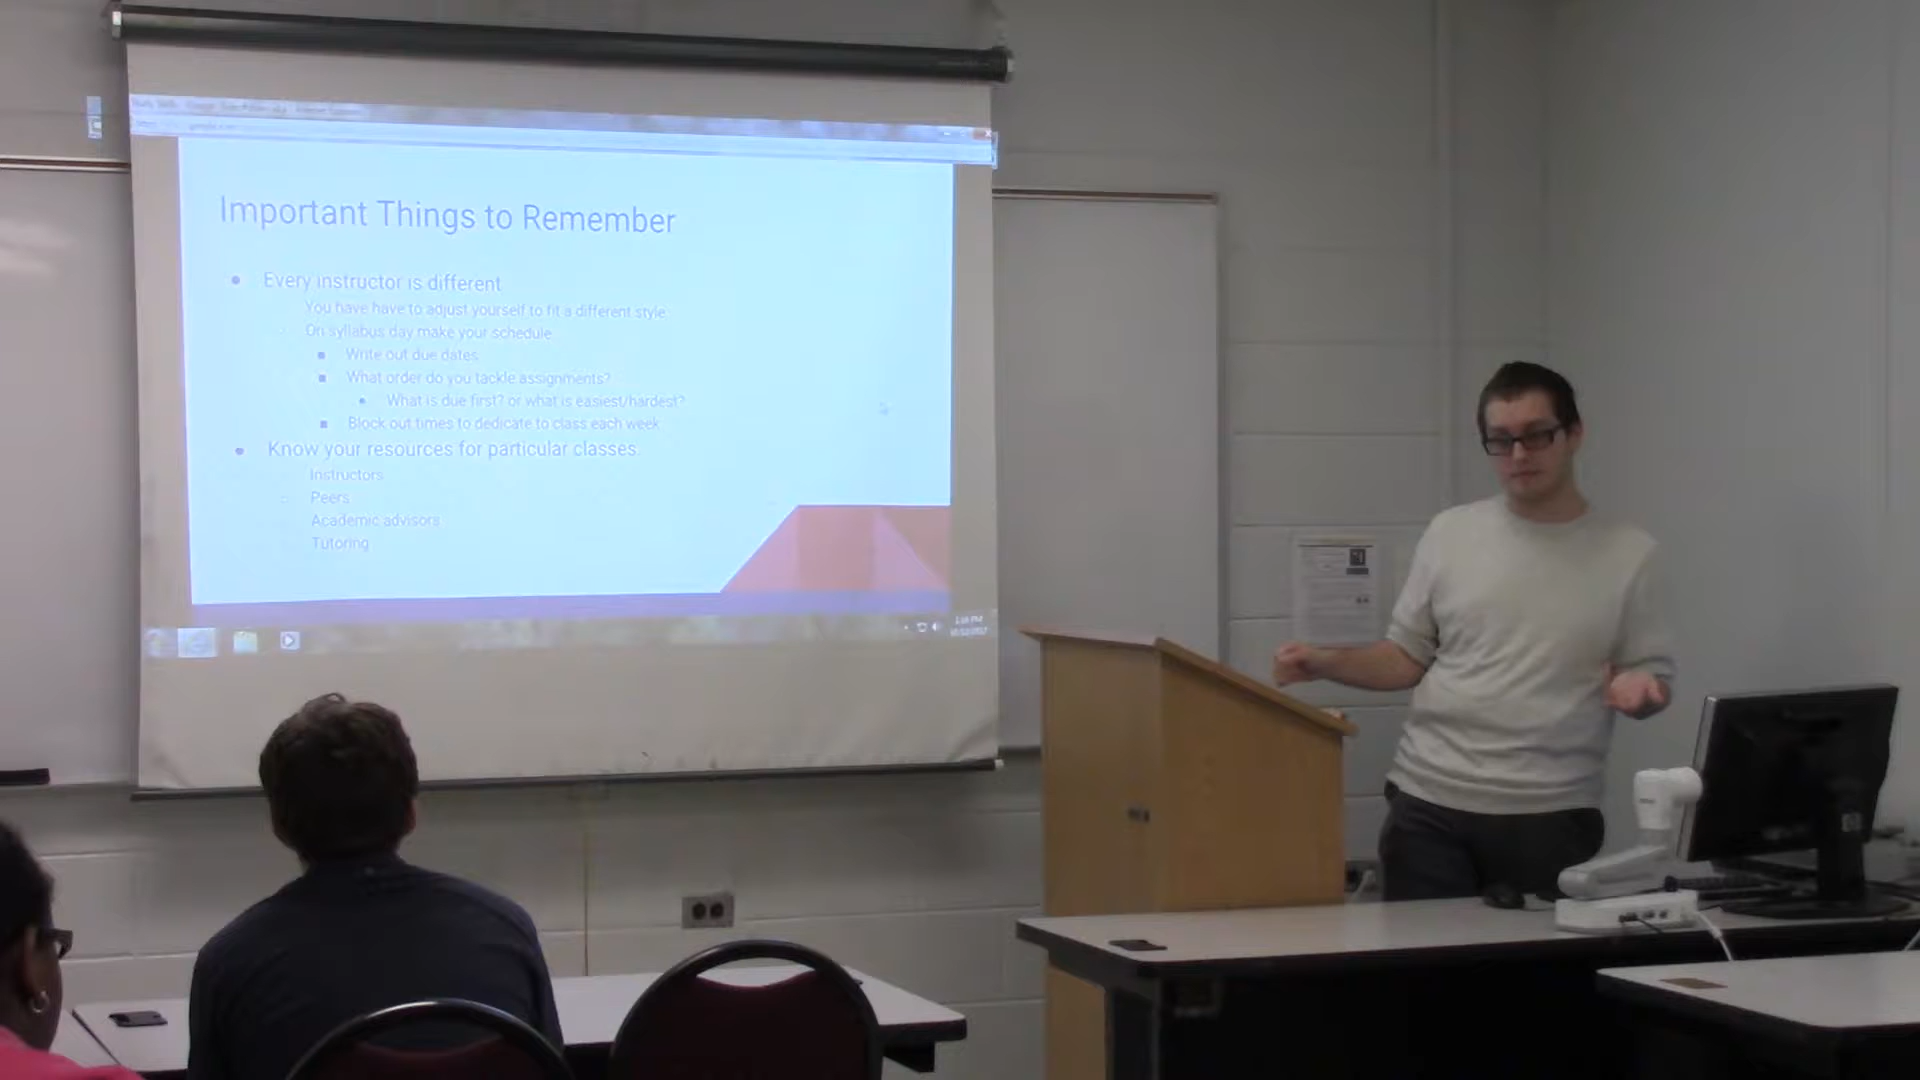 Important Things to Remember
Every instructor is different
You have have to adjust yourself to fit a different style
On syllabus day make your schedule
Write out due dates
What order do you tackle assignments?
What is due first? or what is easiest/hardest?
Block out times to dedicate to class each week
Know your resources for particular classes.
Instructors
Peers
Academic advisors
Tutoring